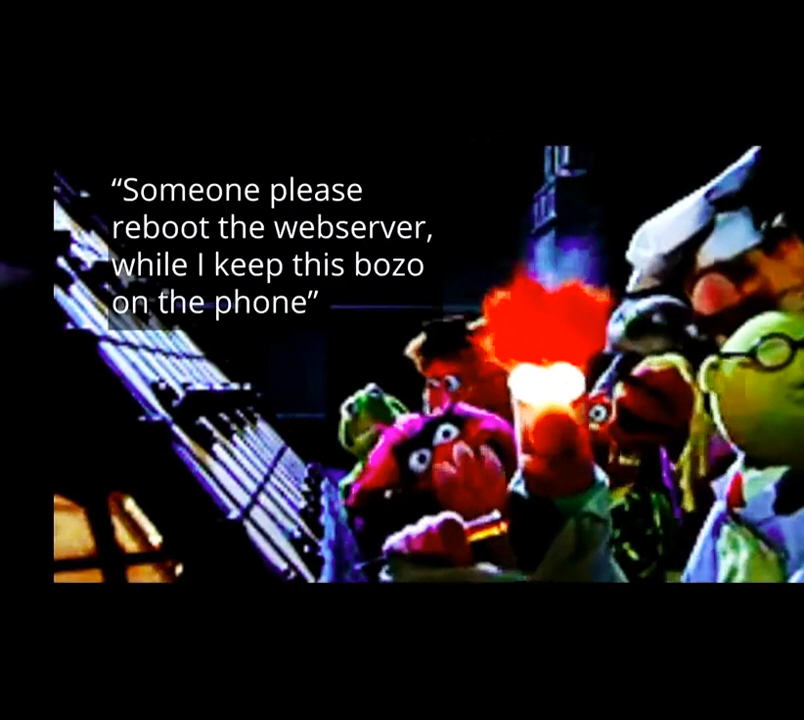 “Someone please
reboot the webserver,
while I keep this bozo
on the phone”